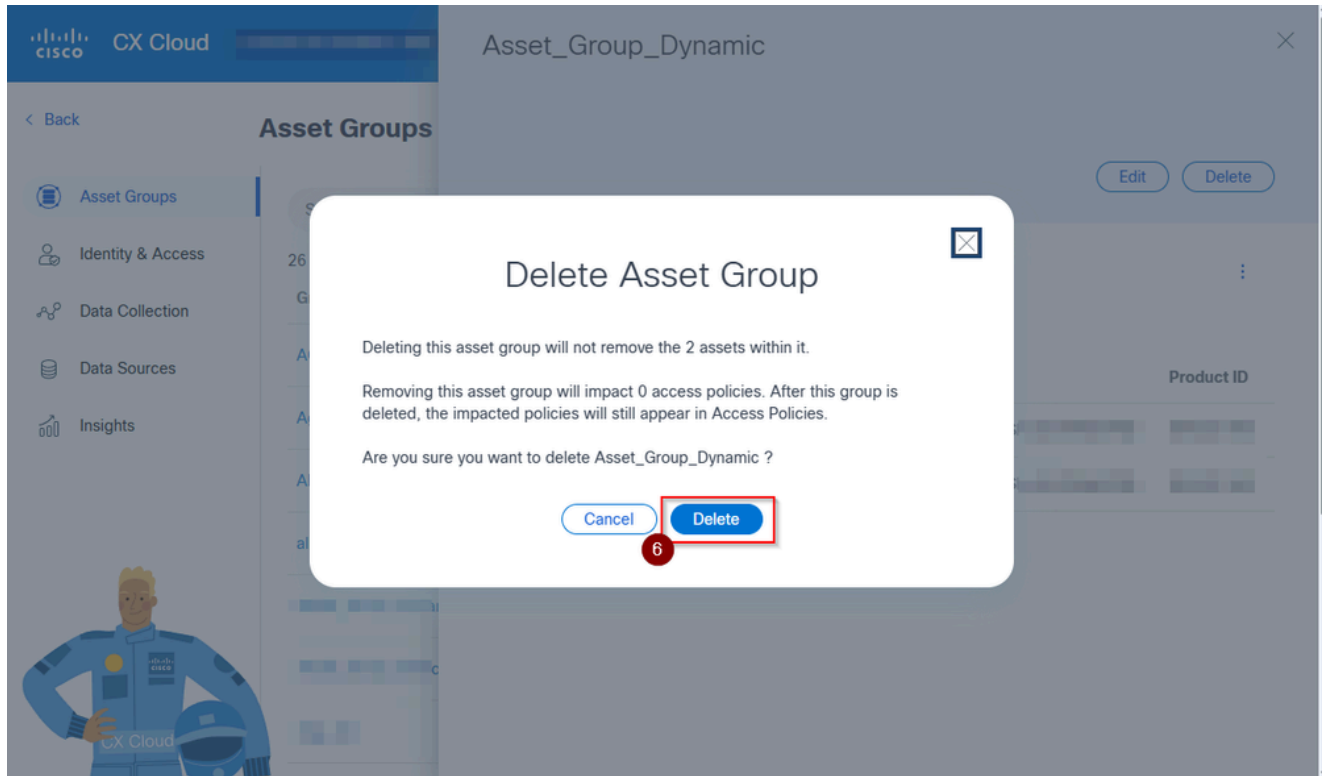 CISCO CX Cloud
Asset_Group_Dynamic
< Back
Asset Groups
Edit
Delete
Asset Groups
Identity & Access
26
Data Collection
Data Sources
Product ID
Insights
Delete Asset Group
Deleting this asset group will not remove the 2 assets within it.
Removing this asset group will impact 0 access policies. After this group is
deleted, the impacted policies will still appear in Access Policies.
Are you sure you want to delete Asset_Group_Dynamic ?
Cancel
Delete
6
al
CISCO
CX Cloud